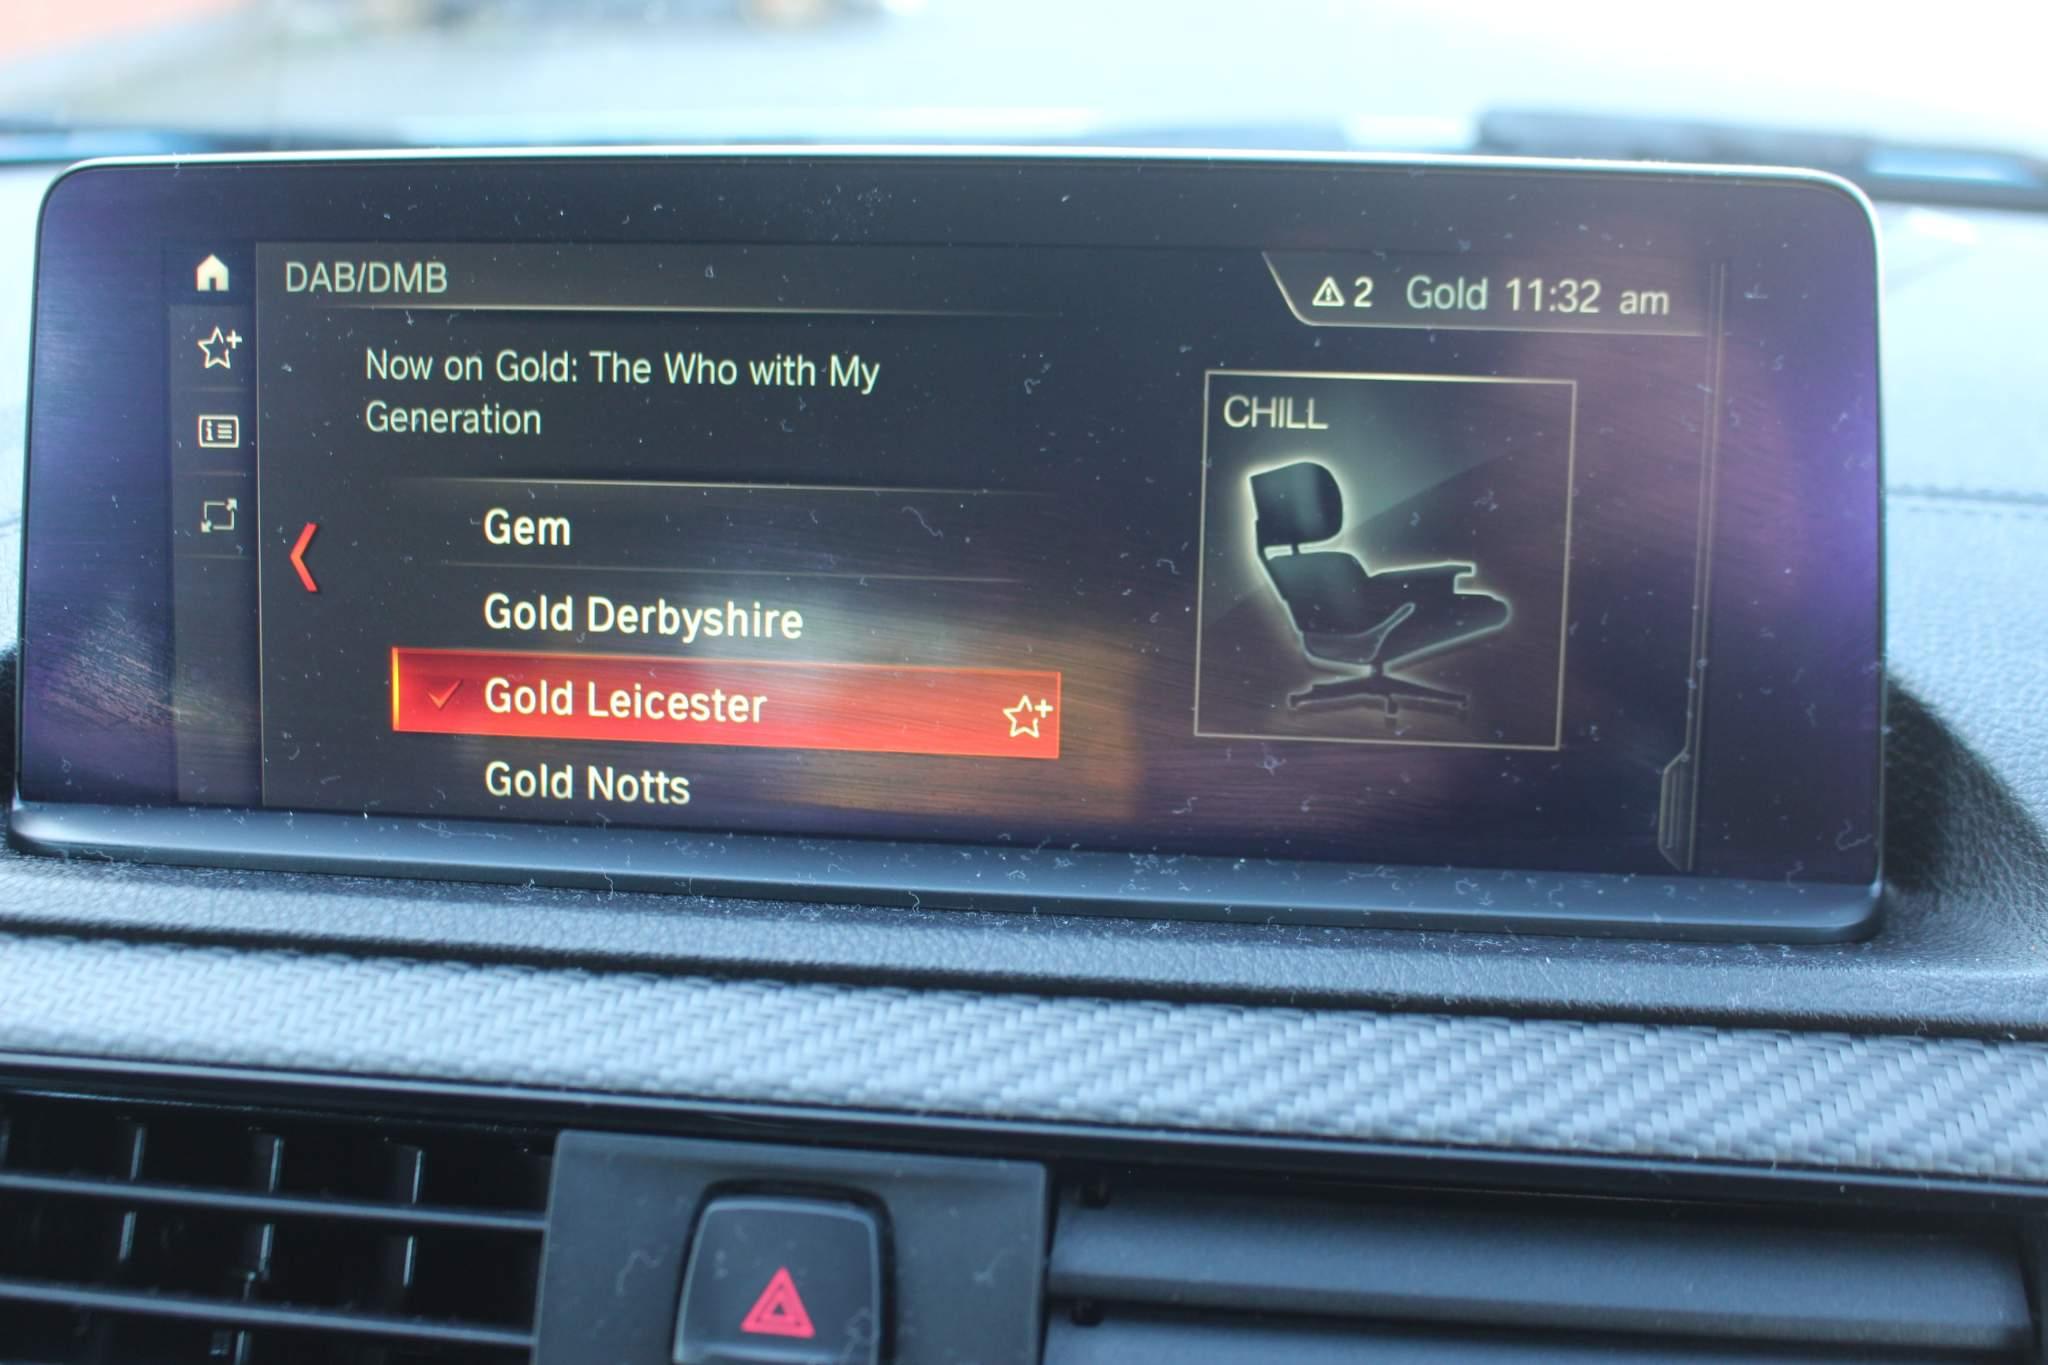 DAB/DMB
2 Gold 11:32 am
Now on Gold: The Who with My
Generation
CHILL
Gem
Gold Derbyshire
Gold Leicester
Gold Notts